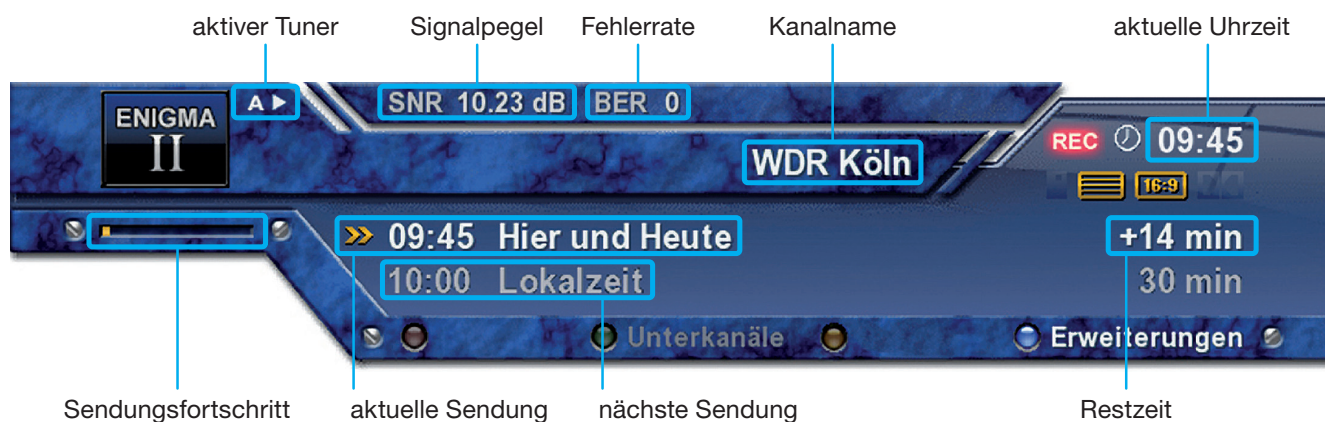 aktiver Tuner Signalpegel Fehlerrate Kanalname aktuelle Uhrzeit
ENIGMA II
A
SNR 10.23 dB BER 0
REC 09:45
WDR Köln
16:9
09:45 Hier und Heute +14 min
10:00 Lokalzeit 30 min
Unterkanäle Erweiterungen
Sendungsfortschritt aktuelle Sendung nächste Sendung Restzeit